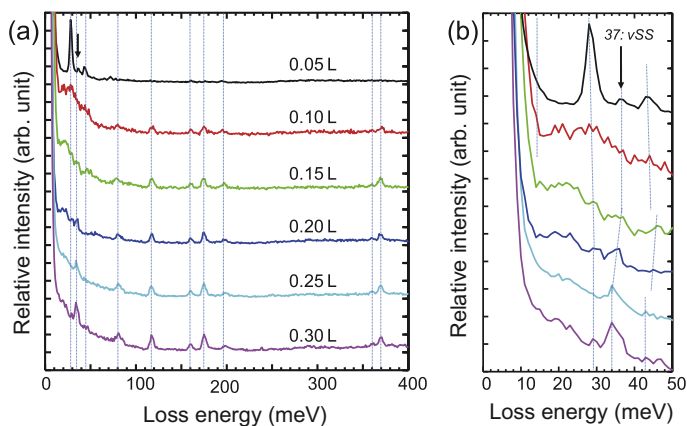 (a)
0.05 L
0.10 L
0.15 L
0.20 L
0.25 L
0.30 L
Relative intensity (arb. unit)
0 100 200 300 400
Loss energy (meV)
(b)
37: νSS
Relative intensity (arb. unit)
0 10 20 30 40 50
Loss energy (meV)